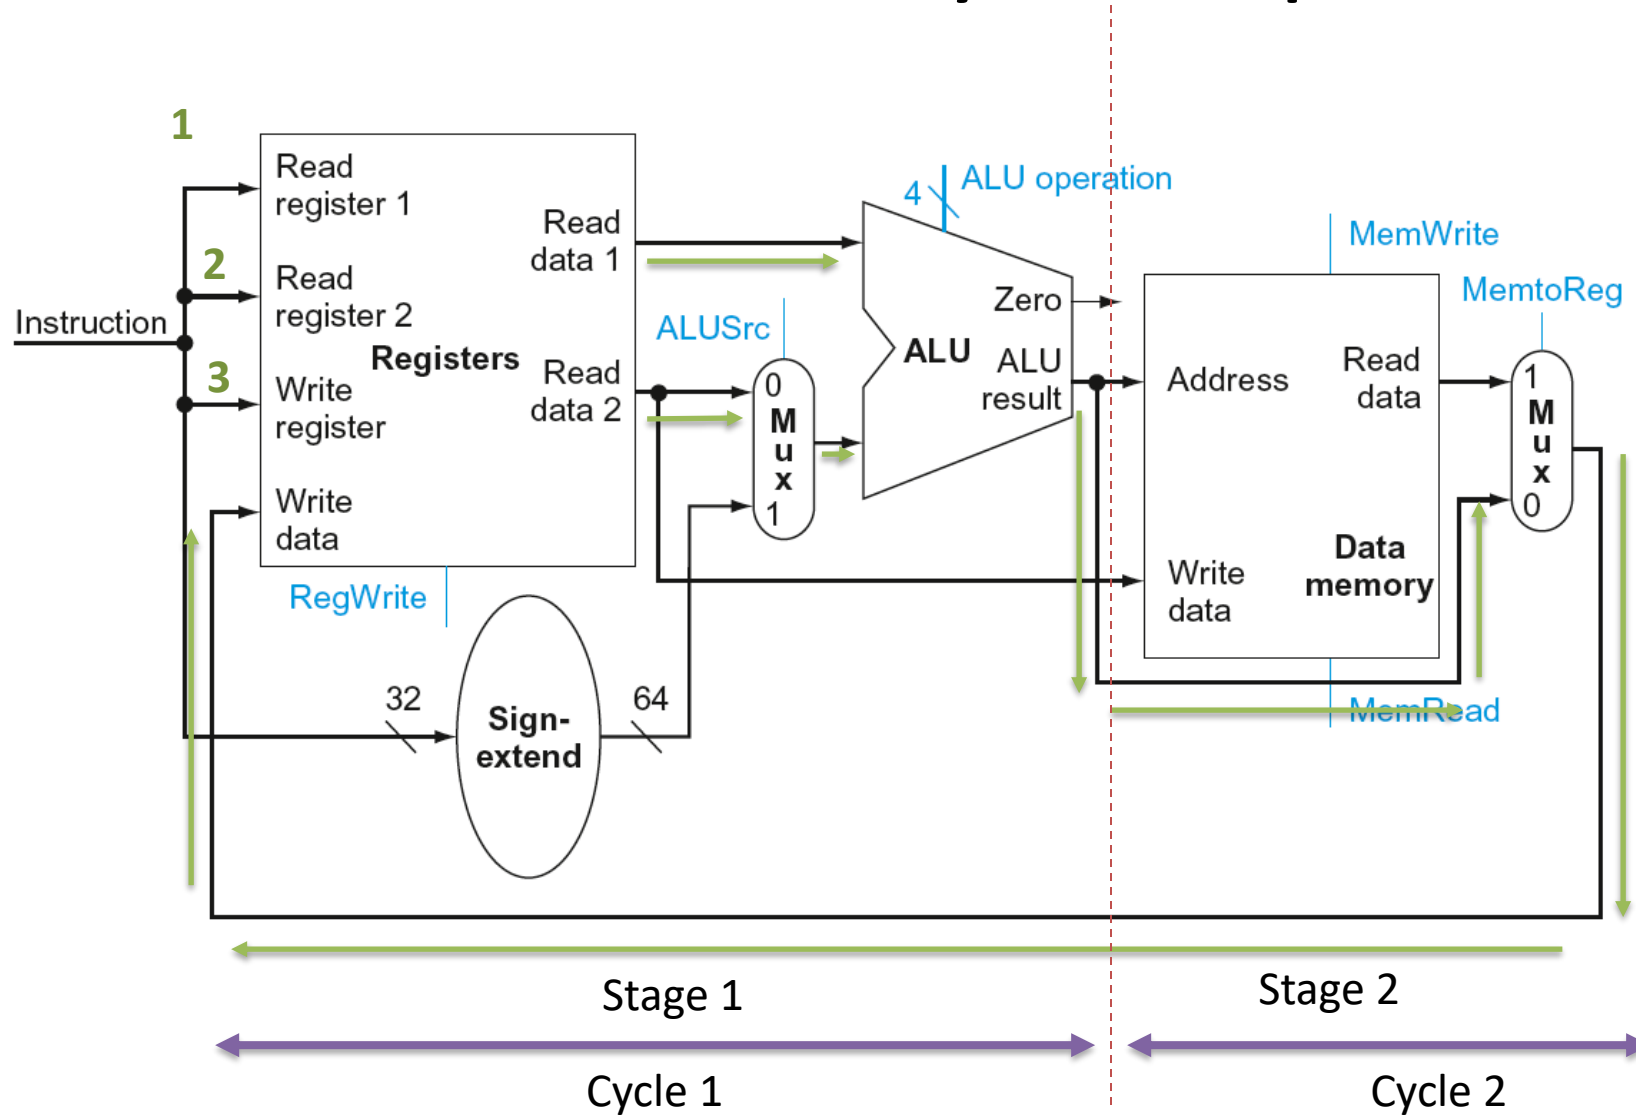 1
Read
register 1
2
Read
register 2
Instruction
Registers
3
Write
register
Write
data
Read
data 1
Read
data 2
RegWrite
ALUSrc
0
M
u
x
1
4
ALU operation
Zero
ALU
ALU
result
MemWrite
MemtoReg
Address
Read
data
1
M
u
x
0
Write
data
Data
memory
MemRead
32
Sign-
extend
64
Stage 1
Stage 2
Cycle 1
Cycle 2